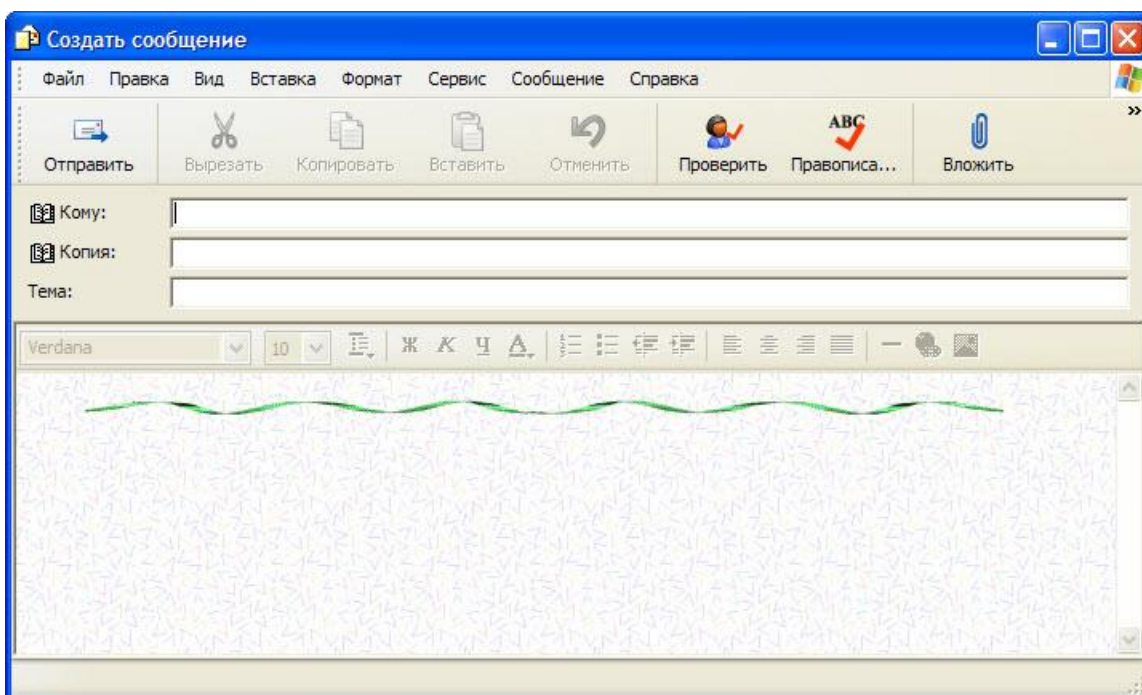 Создать сообщение
Файл Правка Вид Вставка Формат Сервис Сообщение Справка
Отправить Вырезать Копировать Вставить Отменить Проверить Правописа... Вложить
ABC
Кому:
Копия:
Тема:
Verdana 10 Ж К Ч A